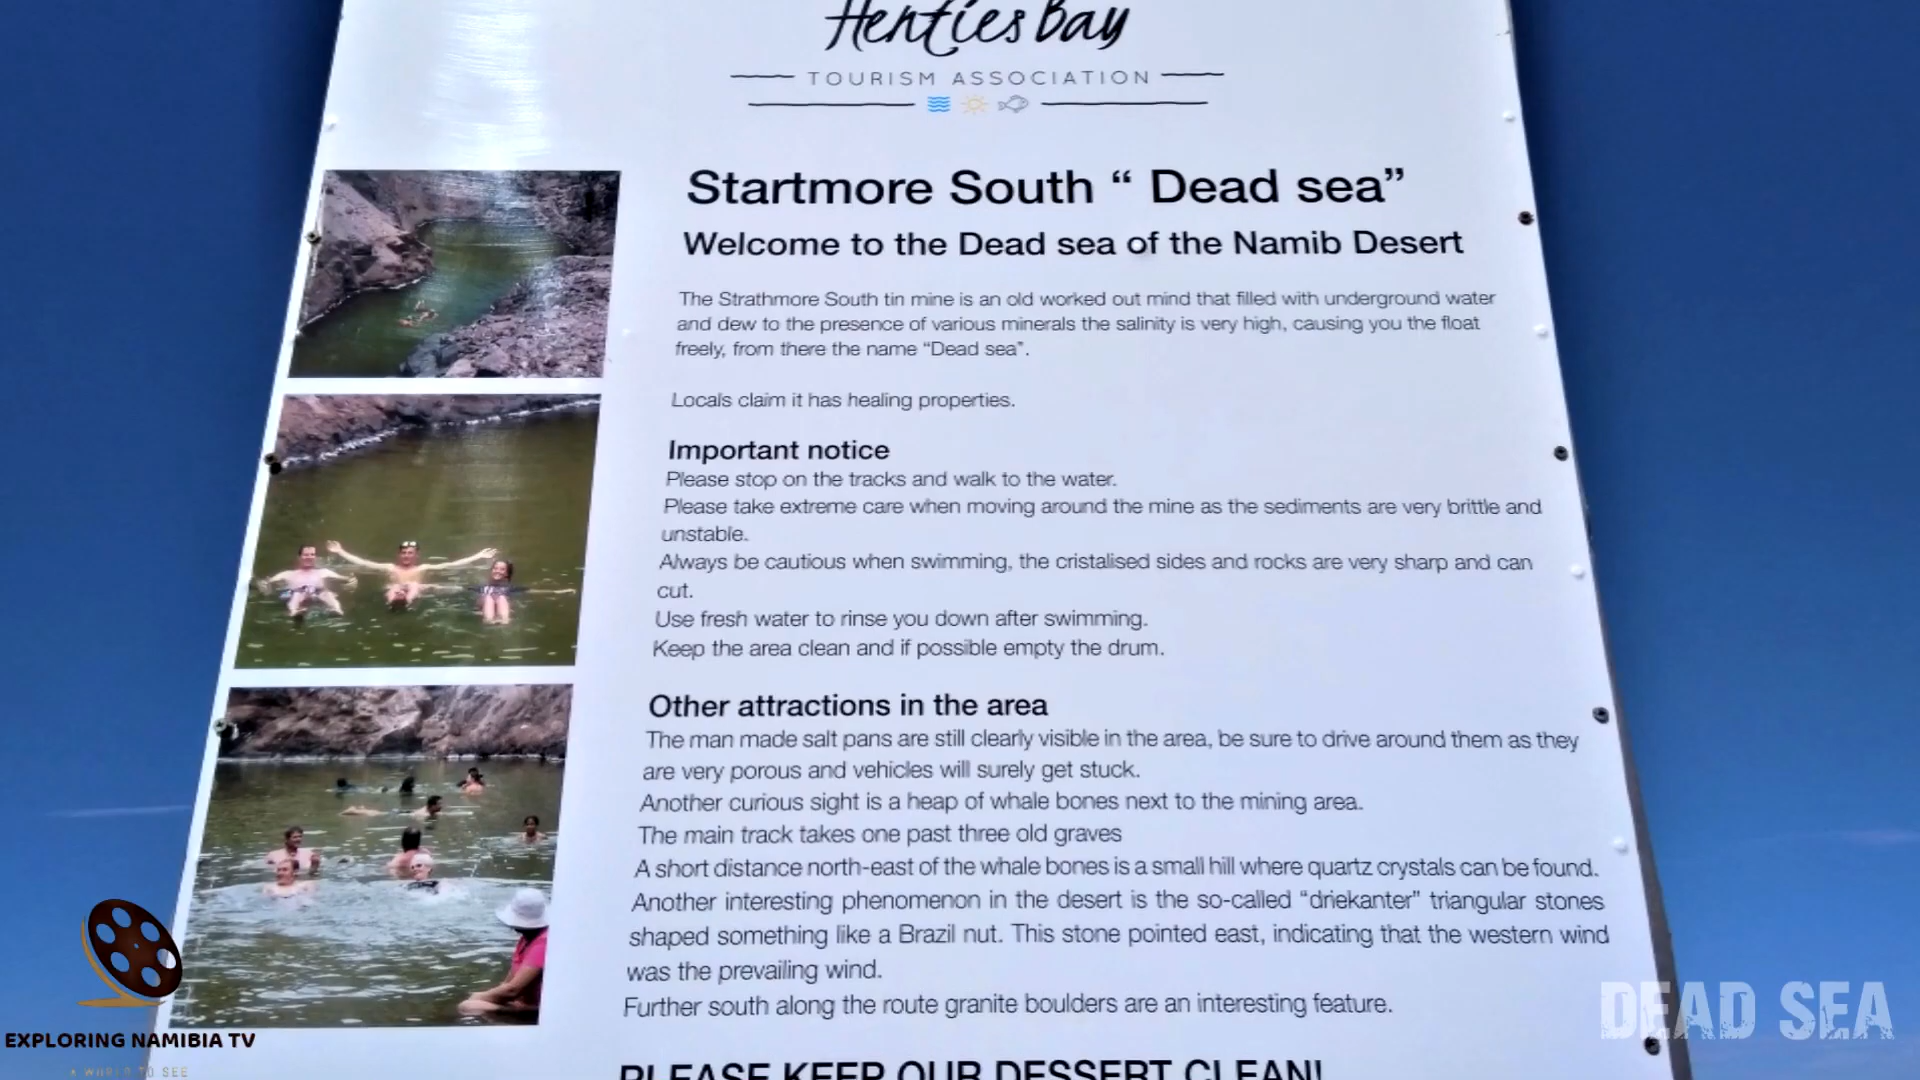 Henties Bay
TOURISM ASSOCIATION
Startmore South “ Dead sea”
Welcome to the Dead sea of the Namib Desert
The Strathmore South tin mine is an old worked out mind that filled with underground water
and dew to the presence of various minerals the salinity is very high, causing you the float
freely, from there the name “Dead sea”.
Locals claim it has healing properties.
Important notice
Please stop on the tracks and walk to the water.
Please take extreme care when moving around the mine as the sediments are very brittle and
unstable.
Always be cautious when swimming, the cristalised sides and rocks are very sharp and can
cut.
Use fresh water to rinse you down after swimming.
Keep the area clean and if possible empty the drum.
Other attractions in the area
The man made salt pans are still clearly visible in the area, be sure to drive around them as they
are very porous and vehicles will surely get stuck.
Another curious sight is a heap of whale bones next to the mining area.
The main track takes one past three old graves
A short distance north-east of the whale bones is a small hill where quartz crystals can be found.
Another interesting phenomenon in the desert is the so-called “driekanter” triangular stones
shaped something like a Brazil nut. This stone pointed east, indicating that the western wind
was the prevailing wind.
Further south along the route granite boulders are an interesting feature.
PLEASE KEEP OUR DESSERT CLEAN!
EXPLORING NAMIBIA TV
A WORLD TO SEE
DEAD SEA